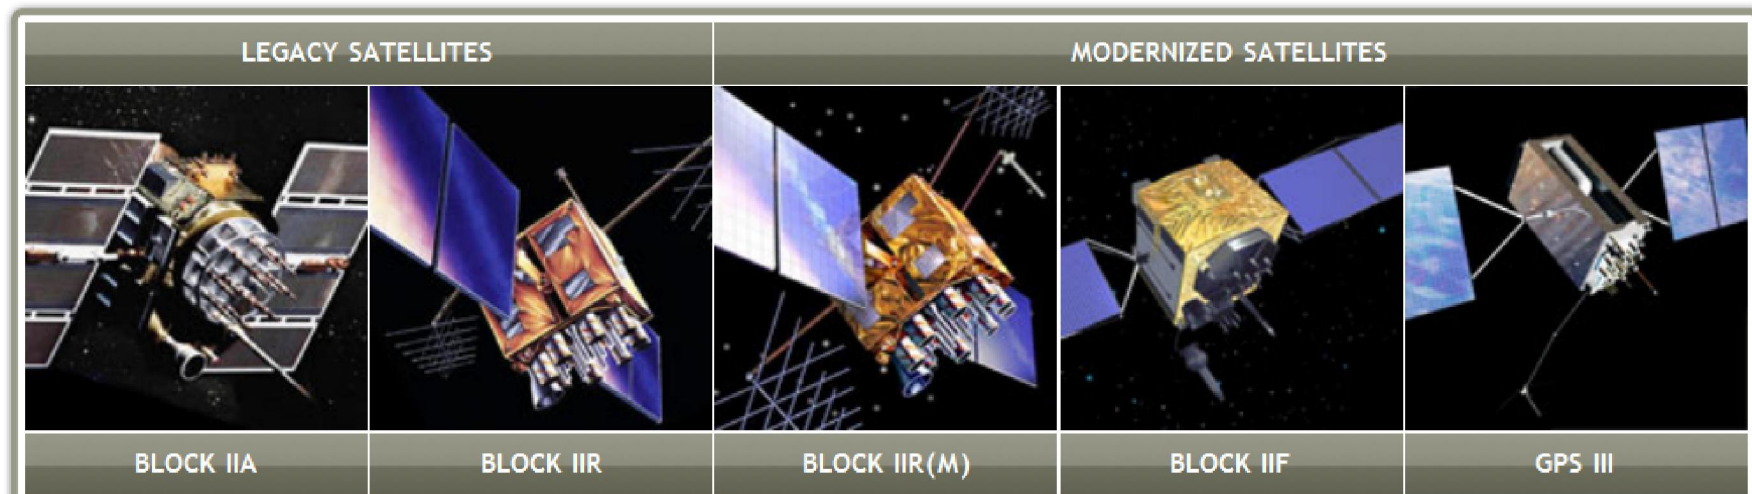 LEGACY SATELLITES
MODERNIZED SATELLITES
BLOCK IIA
BLOCK IIR
BLOCK IIR(M)
BLOCK IIF
GPS III